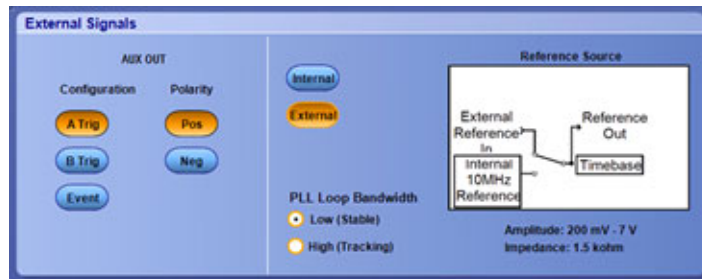 External Signals
AUX OUT
Configuration
Polarity
A Trig
Pos
B Trig
Neg
Event
Internal
External
PLL Loop Bandwidth
Low (Stable)
High (Tracking)
Reference Source
External
Reference
In
Internal
10MHz
Reference
Reference
Out
Timebase
Amplitude: 200 mV - 7 V
Impedance: 1.5 kohm